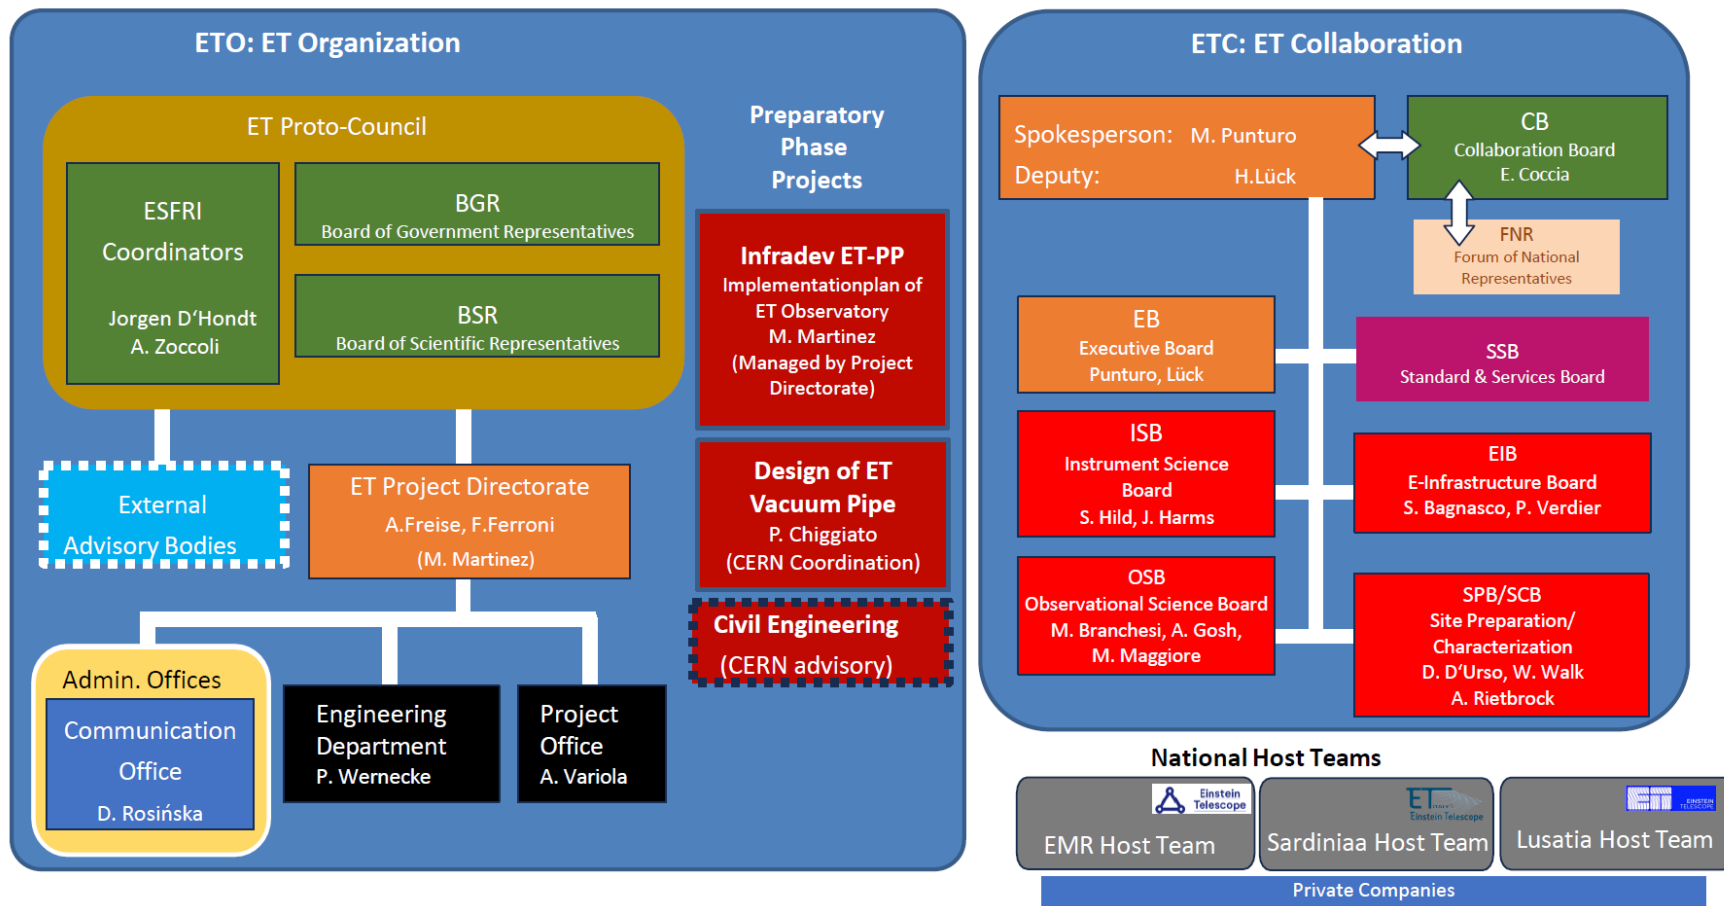 ETO: ET Organization
ET Proto-Council
ESFRI
Coordinators
Jorgen D‘Hondt
A. Zoccoli
BGR
Board of Government Representatives
BSR
Board of Scientific Representatives
External
Advisory Bodies
ET Project Directorate
A.Freise, F.Ferroni
(M. Martinez)
Admin. Offices
Communication
Office
D. Rosińska
Engineering
Department
P. Wernecke
Project
Office
A. Variola
Preparatory
Phase
Projects
Infradev ET-PP
Implementationplan of
ET Observatory
M. Martinez
(Managed by Project
Directorate)
Design of ET
Vacuum Pipe
P. Chiggiato
(CERN Coordination)
Civil Engineering
(CERN advisory)
ETC: ET Collaboration
Spokesperson: M. Punturo
Deputy: H.Lück
CB
Collaboration Board
E. Coccia
FNR
Forum of National
Representatives
EB
Executive Board
Punturo, Lück
SSB
Standard & Services Board
ISB
Instrument Science
Board
S. Hild, J. Harms
EIB
E-Infrastructure Board
S. Bagnasco, P. Verdier
OSB
Observational Science Board
M. Branchesi, A. Gosh,
M. Maggiore
SPB/SCB
Site Preparation/
Characterization
D. D‘Urso, W. Walk
A. Rietbrock
National Host Teams
Einstein
Telescope
EMR Host Team
ET
Einstein Telescope
Sardiniaa Host Team
ET
EINSTEIN
TELESCOPE
Lusatia Host Team
Private Companies